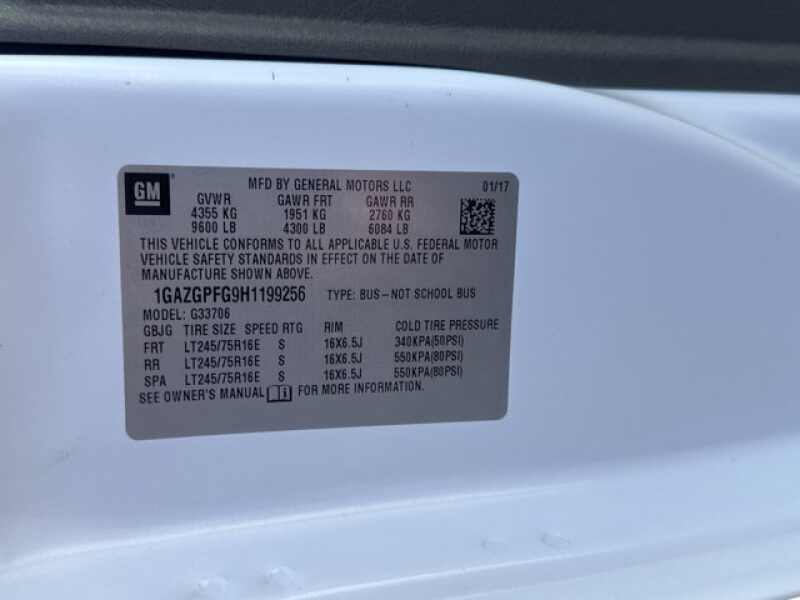 GM
MFD BY GENERAL MOTORS LLC 01/17
GVWR GAWR FRT GAWR RR
4355 KG 1951 KG 2760 KG
9600 LB 4300 LB 6084 LB
THIS VEHICLE CONFORMS TO ALL APPLICABLE U.S. FEDERAL MOTOR
VEHICLE SAFETY STANDARDS IN EFFECT ON THE DATE OF
MANUFACTURE SHOWN ABOVE.
1GAZGPFG9H1199256 TYPE: BUS-NOT SCHOOL BUS
MODEL: G33706
GBJG TIRE SIZE SPEED RTG RIM COLD TIRE PRESSURE
FRT LT245/75R16E S 16X6.5J 340KPA(50PSI)
RR LT245/75R16E S 16X6.5J 550KPA(80PSI)
SPA LT245/75R16E S 16X6.5J 550KPA(80PSI)
SEE OWNER'S MANUAL i FOR MORE INFORMATION.